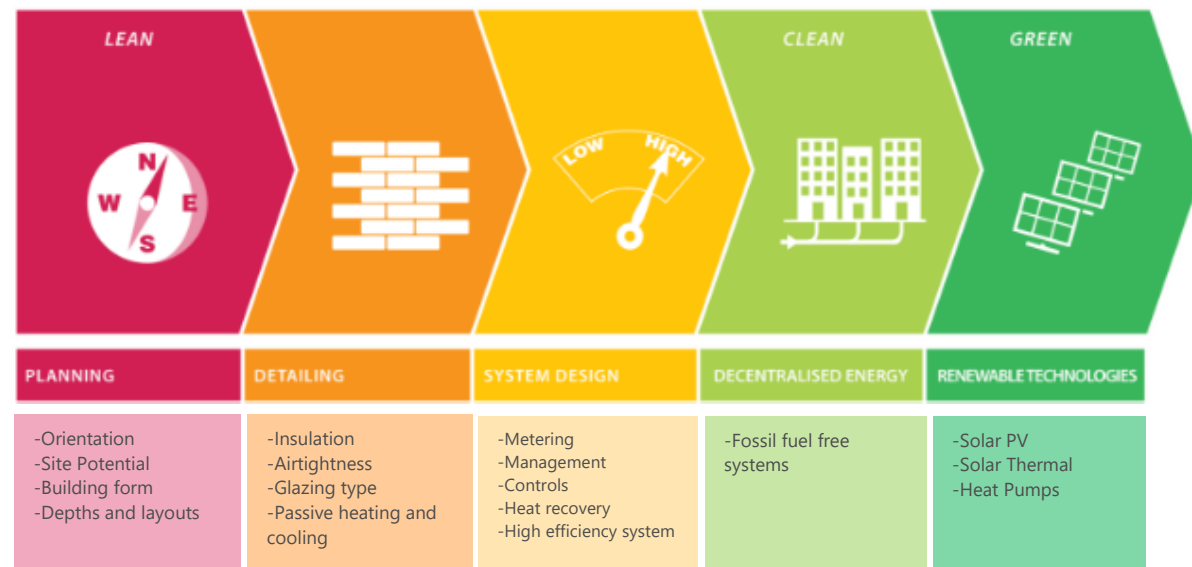 LEAN
CLEAN
GREEN
N
W
E
S
LOW
HIGH
PLANNING
DETAILING
SYSTEM DESIGN
DECENTRALISED ENERGY
RENEWABLE TECHNOLOGIES
-Orientation
-Site Potential
-Building form
-Depths and layouts
-Insulation
-Airtightness
-Glazing type
-Passive heating and
cooling
-Metering
-Management
-Controls
-Heat recovery
-High efficiency system
-Fossil fuel free
systems
-Solar PV
-Solar Thermal
-Heat Pumps